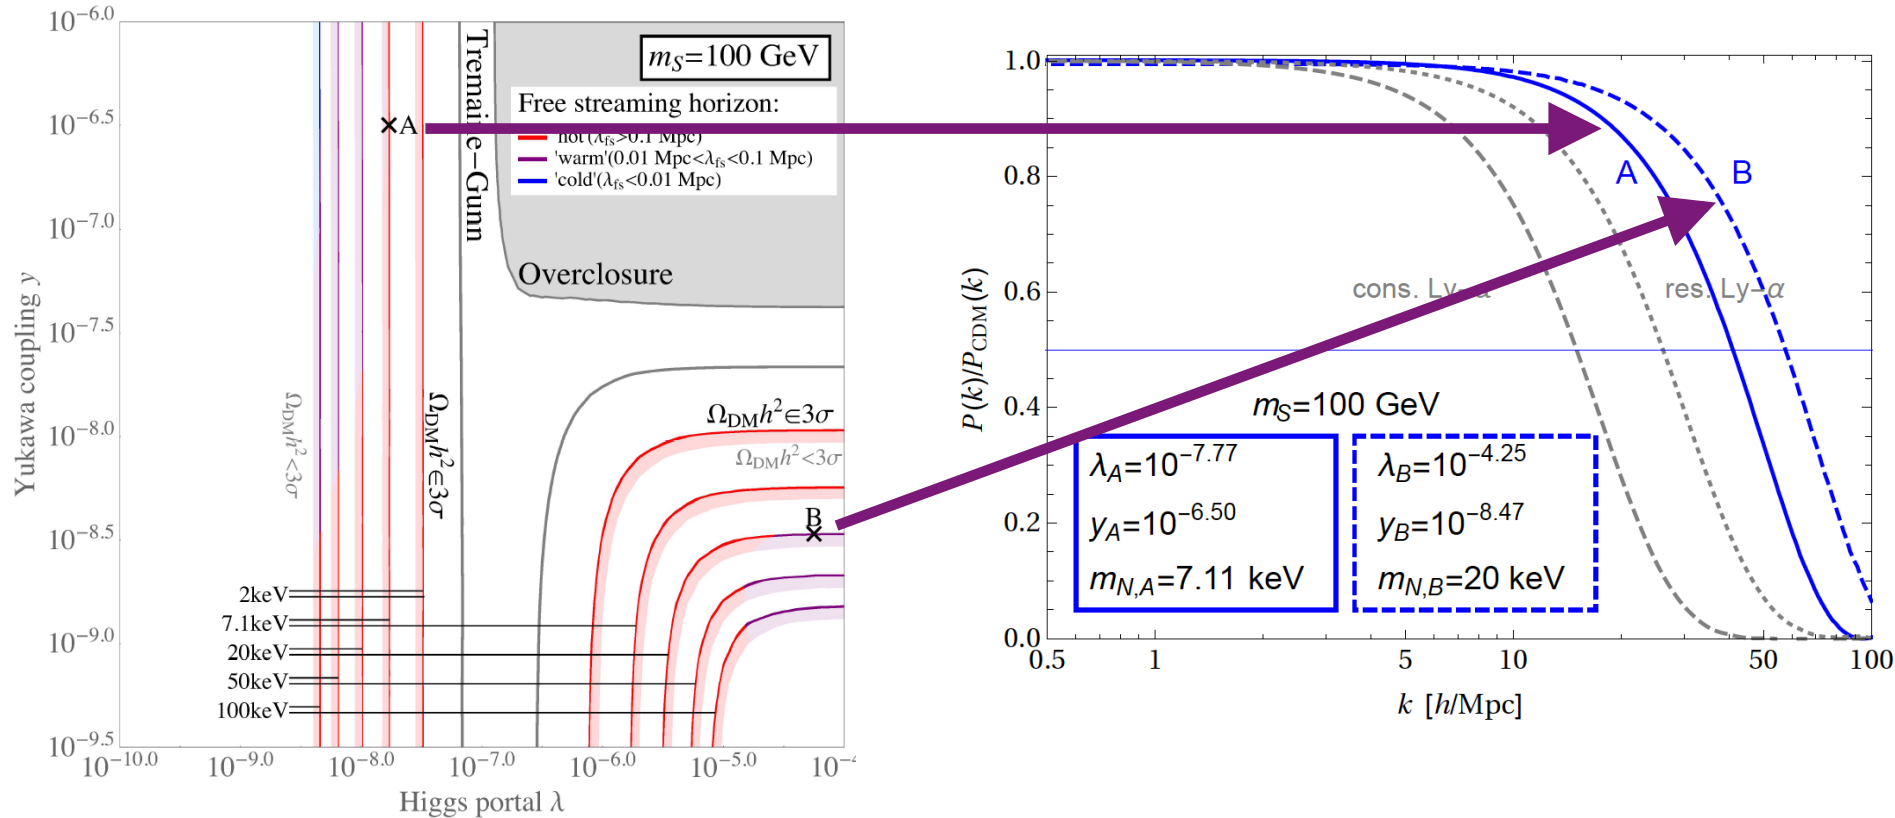 10^−6.0
10^−6.5
10^−7.0
10^−7.5
10^−8.0
10^−8.5
10^−9.0
10^−9.5
Yukawa coupling y
10^−10.0
10^−9.0
10^−8.0
10^−7.0
10^−6.0
10^−5.0
10^−4
Higgs portal λ
m_S=100 GeV
Free streaming horizon:
'hot'(λ_fs>0.1 Mpc)
'warm'(0.01 Mpc<λ_fs<0.1 Mpc)
'cold'(λ_fs<0.01 Mpc)
Tremaine−Gunn
Overclosure
A
Ω_DM h^2<3σ
Ω_DM h^2∈3σ
Ω_DM h^2∈3σ
Ω_DM h^2<3σ
B
2keV
7.1keV
20keV
50keV
100keV
1.0
0.8
0.6
0.4
0.2
0.0
P(k)/P_CDM(k)
0.5
1
5
10
50
100
k [h/Mpc]
A
B
cons. Ly−α
res. Ly−α
m_S=100 GeV
λ_A=10^−7.77
y_A=10^−6.50
m_N,A=7.11 keV
λ_B=10^−4.25
y_B=10^−8.47
m_N,B=20 keV